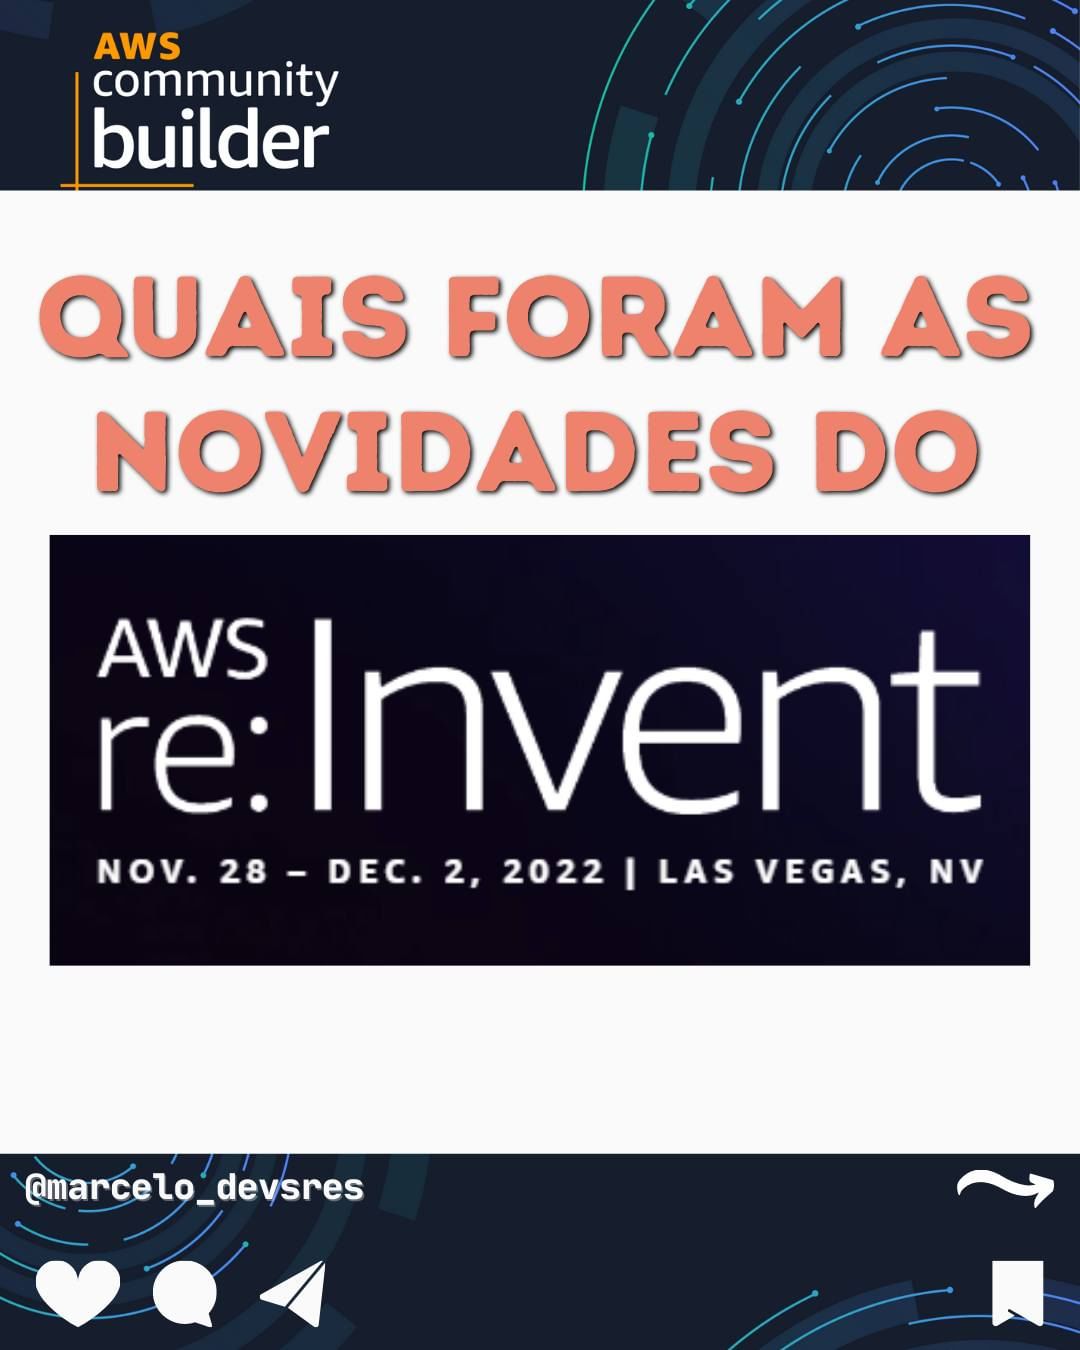 AWS
community
builder
QUAIS FORAM AS
NOVIDADES DO
AWS
re:Invent
NOV. 28 – DEC. 2, 2022 | LAS VEGAS, NV
@marcelo_devsres